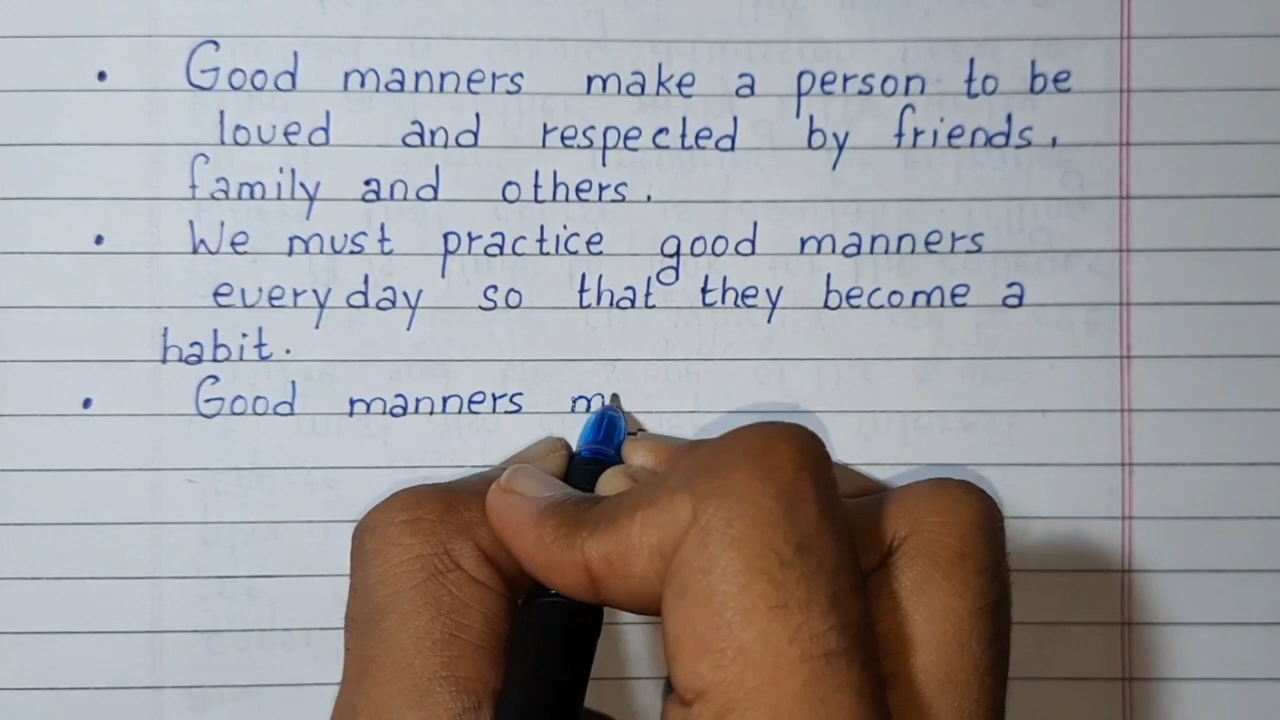 • Good manners make a person to be
loved and respected by friends,
family and others.
• We must practice good manners
everyday so that they become a
habit.
• Good manners m